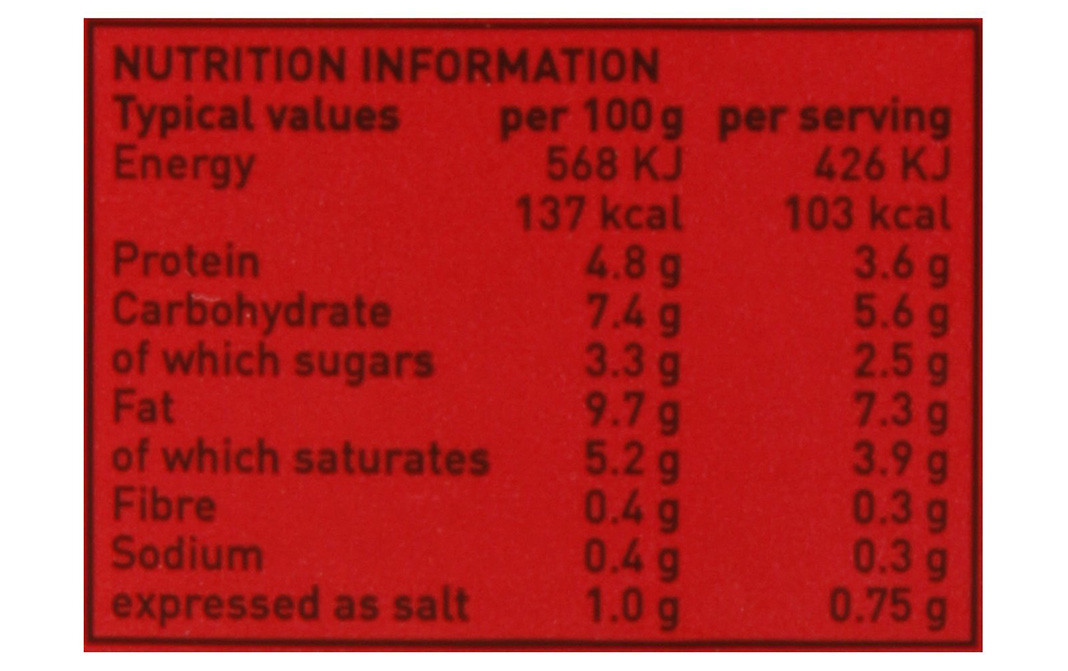 NUTRITION INFORMATION
Typical values per 100 g per serving
Energy 568 KJ 426 KJ
137 kcal 103 kcal
Protein 4.8 g 3.6 g
Carbohydrate 7.4 g 5.6 g
of which sugars 3.3 g 2.5 g
Fat 9.7 g 7.3 g
of which saturates 5.2 g 3.9 g
Fibre 0.4 g 0.3 g
Sodium 0.4 g 0.3 g
expressed as salt 1.0 g 0.75 g